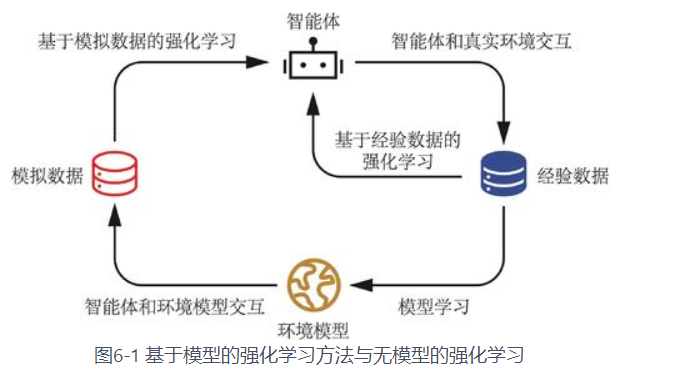 智能体
基于模拟数据的强化学习
智能体和真实环境交互
基于经验数据的
强化学习
模拟数据
经验数据
智能体和环境模型交互
模型学习
环境模型
图6-1 基于模型的强化学习方法与无模型的强化学习